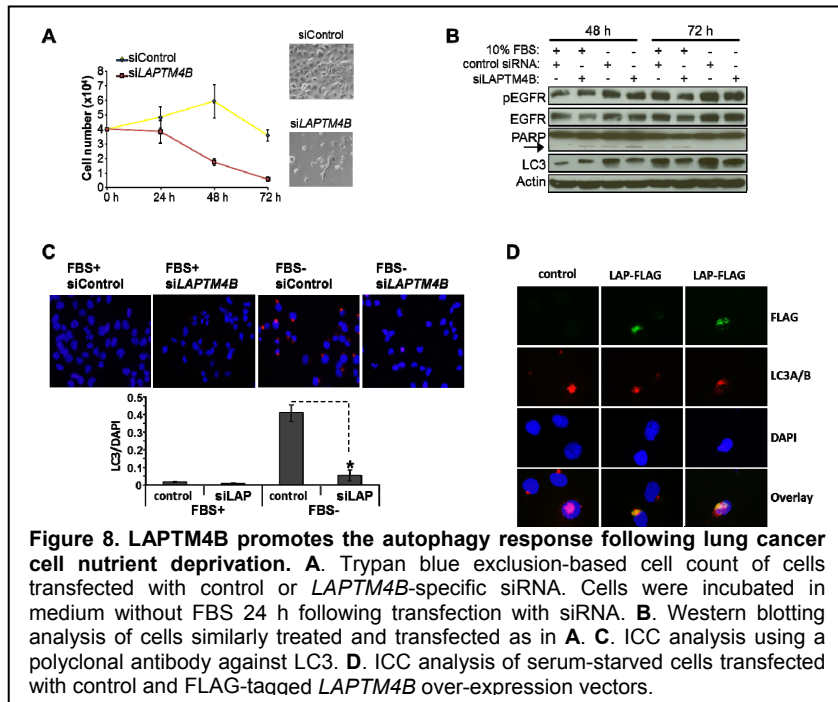 A
siControl
siLAPTM4B
Cell number (x10⁴)
8
7
6
5
4
3
2
1
0
0 h 24 h 48 h 72 h
siControl
siLAPTM4B
B
48 h 72 h
10% FBS: + + - - + + - -
control siRNA: + - + - + - + -
siLAPTM4B: - + - + - + - +
pEGFR
EGFR
PARP
LC3
Actin
C
FBS+ FBS+ FBS- FBS-
siControl siLAPTM4B siControl siLAPTM4B
LC3/DAPI
0.5
0.4
0.3
0.2
0.1
0
*
control siLAP control siLAP
FBS+ FBS-
D
control LAP-FLAG LAP-FLAG
FLAG
LC3A/B
DAPI
Overlay
Figure 8. LAPTM4B promotes the autophagy response following lung cancer
cell nutrient deprivation. A. Trypan blue exclusion-based cell count of cells
transfected with control or LAPTM4B-specific siRNA. Cells were incubated in
medium without FBS 24 h following transfection with siRNA. B. Western blotting
analysis of cells similarly treated and transfected as in A. C. ICC analysis using a
polyclonal antibody against LC3. D. ICC analysis of serum-starved cells transfected
with control and FLAG-tagged LAPTM4B over-expression vectors.